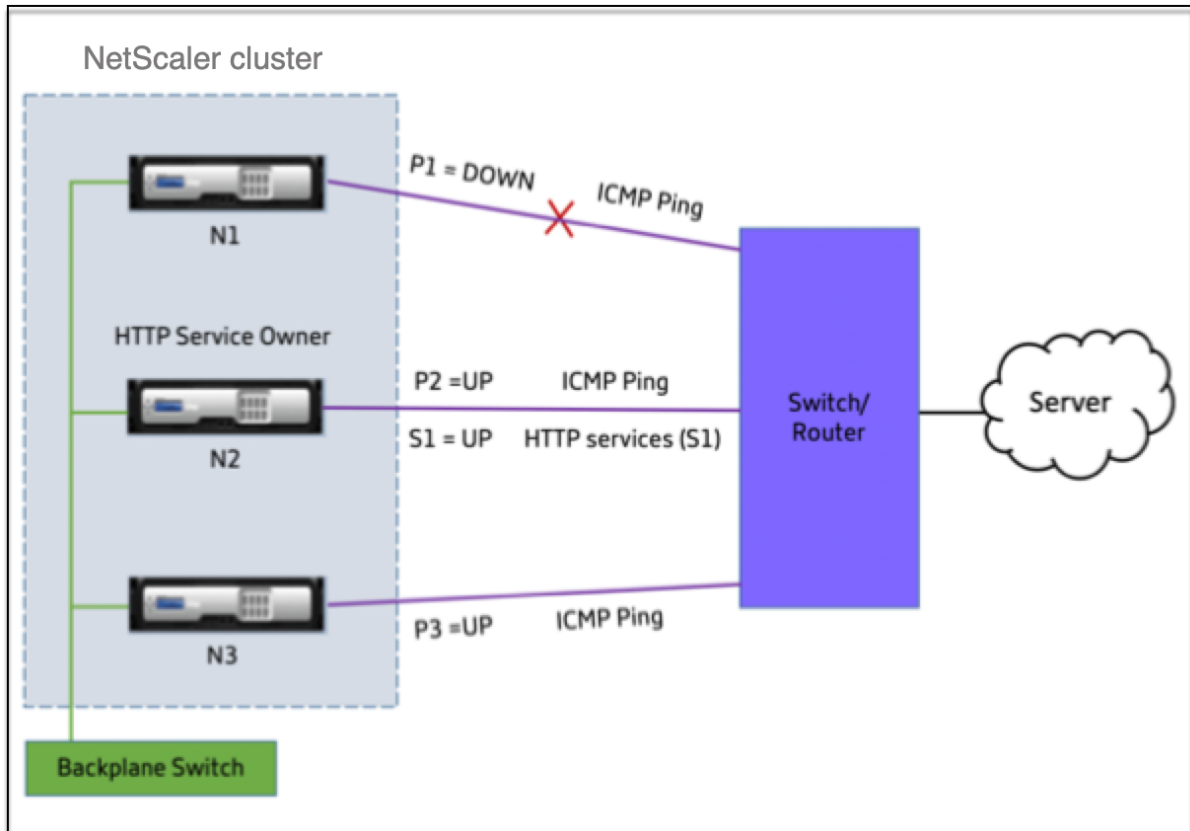 NetScaler cluster
P1 = DOWN
ICMP Ping
N1
HTTP Service Owner
P2 =UP
ICMP Ping
S1 = UP
HTTP services (S1)
N2
Switch/
Router
Server
P3 =UP
ICMP Ping
N3
Backplane Switch